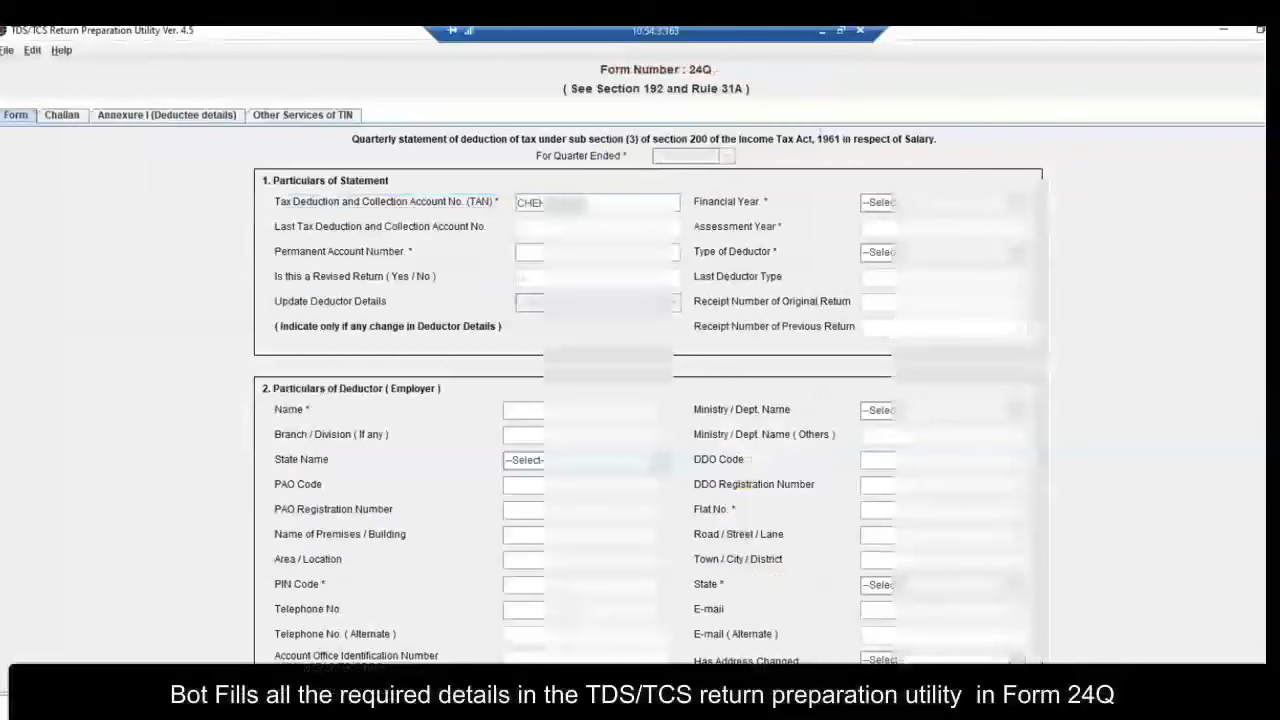 TDS/TCS Return Preparation Utility Ver. 4.5
10.54.3.163
File Edit Help
Form Number : 24Q
( See Section 192 and Rule 31A )
Form Challan Annexure I (Deductee details) Other Services of TIN
Quarterly statement of deduction of tax under sub section (3) of section 200 of the Income Tax Act, 1961 in respect of Salary.
For Quarter Ended *
1. Particulars of Statement
Tax Deduction and Collection Account No. (TAN) * CHE Financial Year * --Selec
Last Tax Deduction and Collection Account No. Assessment Year *
Permanent Account Number. * Type of Deductor * --Selec
Is this a Revised Return ( Yes / No ) Last Deductor Type
Update Deductor Details Receipt Number of Original Return
( Indicate only if any change in Deductor Details ) Receipt Number of Previous Return
2. Particulars of Deductor ( Employer )
Name * Ministry / Dept. Name --Selec
Branch / Division ( If any ) Ministry / Dept. Name ( Others )
State Name --Select- DDO Code
PAO Code DDO Registration Number
PAO Registration Number Flat No. *
Name of Premises / Building Road / Street / Lane
Area / Location Town / City / District
PIN Code * State * --Selec
Telephone No E-mail
Telephone No. ( Alternate ) E-mail ( Alternate )
Account Office Identification Number Has Address Changed --Select
Bot Fills all the required details in the TDS/TCS return preparation utility in Form 24Q